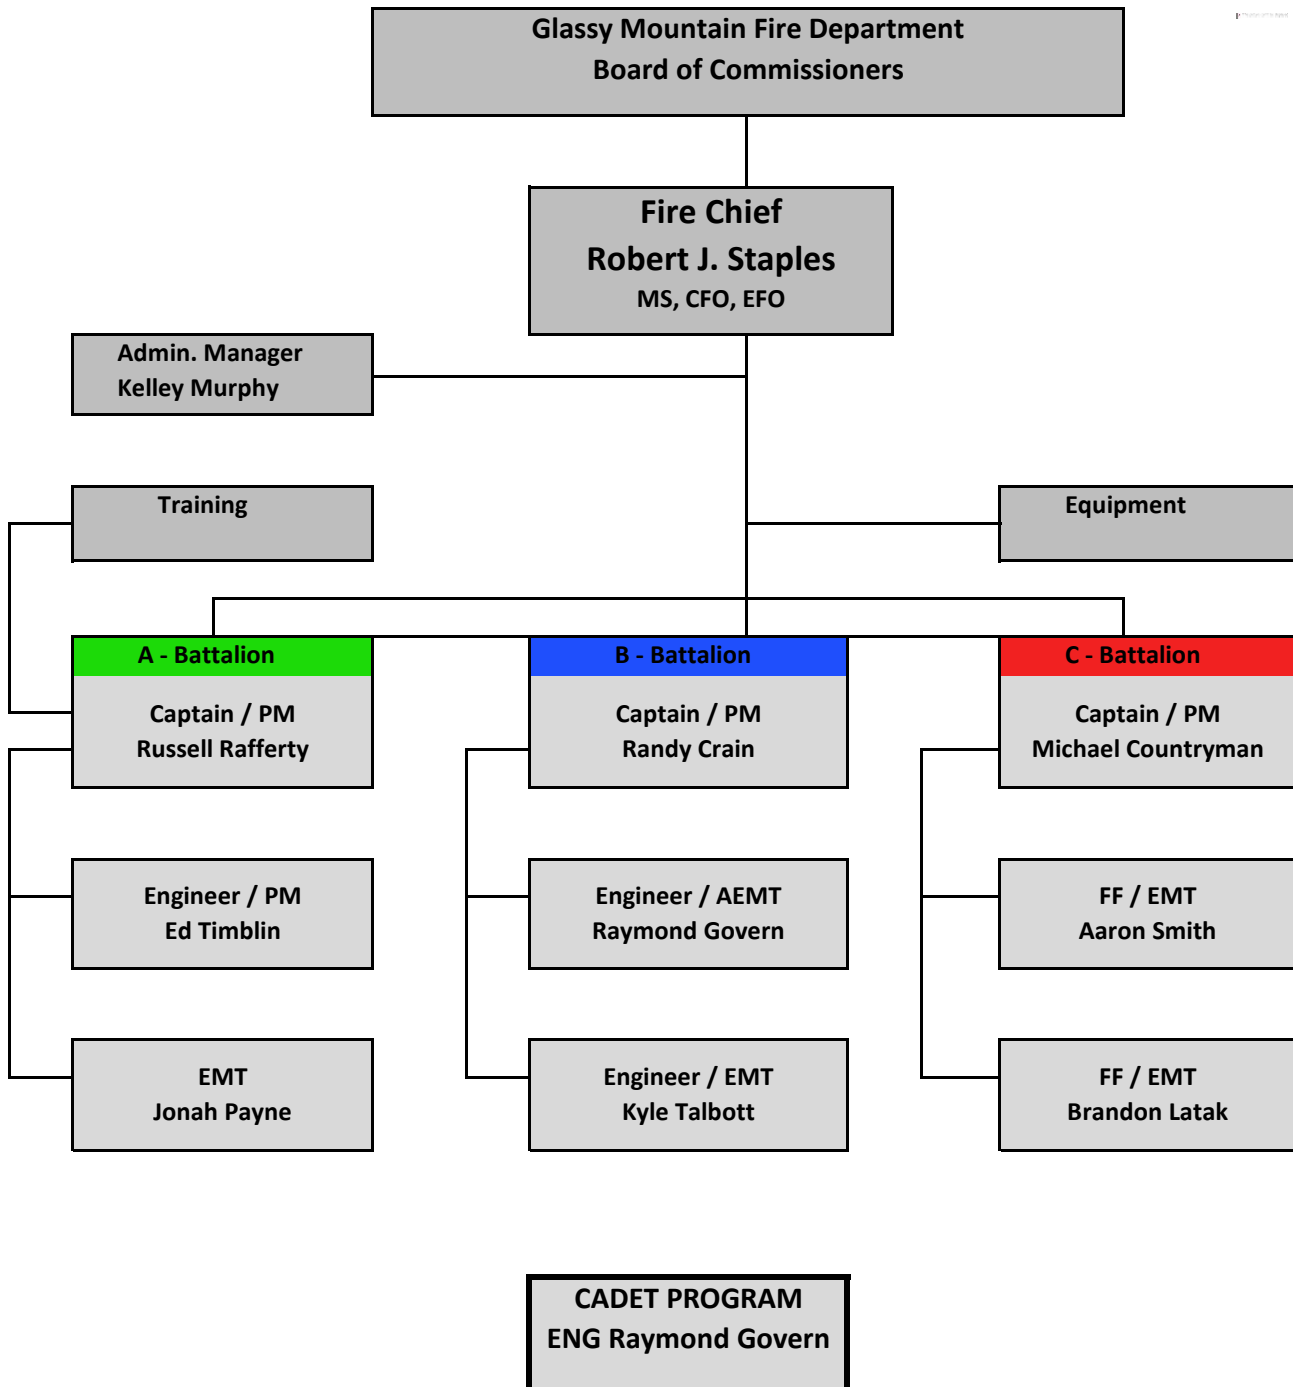 Glassy Mountain Fire Department
Board of Commissioners
Fire Chief
Robert J. Staples
MS, CFO, EFO
Admin. Manager
Kelley Murphy
Training
Equipment
A - Battalion
B - Battalion
C - Battalion
Captain / PM
Russell Rafferty
Captain / PM
Randy Crain
Captain / PM
Michael Countryman
Engineer / PM
Ed Timblin
Engineer / AEMT
Raymond Govern
FF / EMT
Aaron Smith
EMT
Jonah Payne
Engineer / EMT
Kyle Talbott
FF / EMT
Brandon Latak
CADET PROGRAM
ENG Raymond Govern